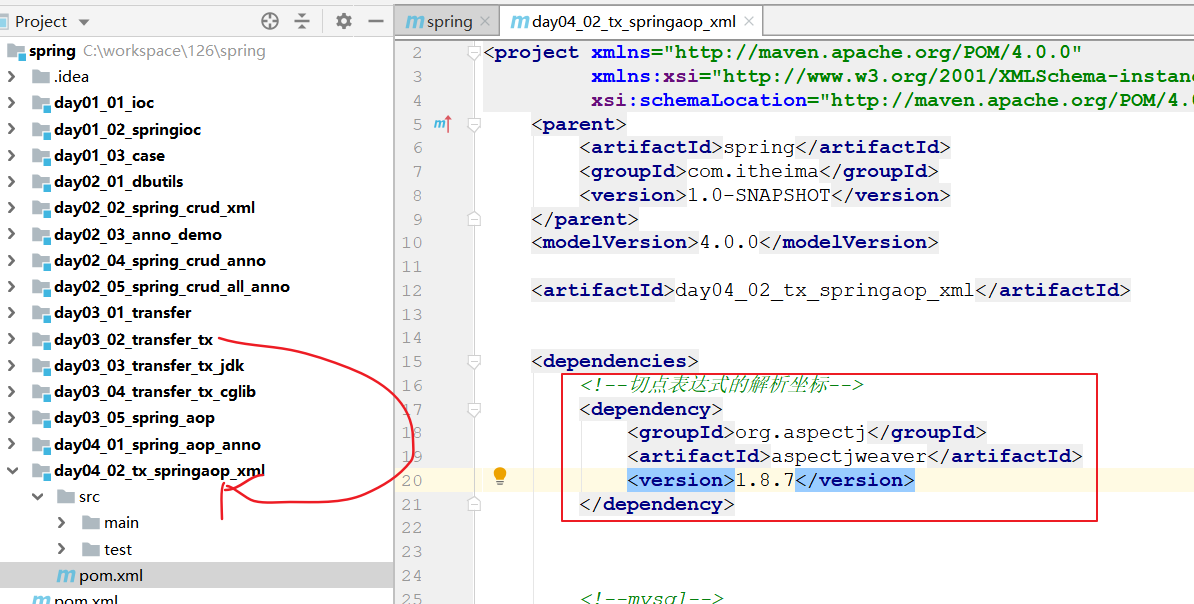 Project
spring C:\workspace\126\spring
.idea
day01_01_ioc
day01_02_springioc
day01_03_case
day02_01_dbutils
day02_02_spring_crud_xml
day02_03_anno_demo
day02_04_spring_crud_anno
day02_05_spring_crud_all_anno
day03_01_transfer
day03_02_transfer_tx
day03_03_transfer_tx_jdk
day03_04_transfer_tx_cglib
day03_05_spring_aop
day04_01_spring_aop_anno
day04_02_tx_springaop_xml
src
main
test
pom.xml
pom.xml
spring
day04_02_tx_springaop_xml
2 <project xmlns="http://maven.apache.org/POM/4.0.0"
3 xmlns:xsi="http://www.w3.org/2001/XMLSchema-instanc
4 xsi:schemaLocation="http://maven.apache.org/POM/4.0
5 <parent>
6 <artifactId>spring</artifactId>
7 <groupId>com.itheima</groupId>
8 <version>1.0-SNAPSHOT</version>
9 </parent>
10 <modelVersion>4.0.0</modelVersion>
11
12 <artifactId>day04_02_tx_springaop_xml</artifactId>
13
14
15 <dependencies>
16 <!--切点表达式的解析坐标-->
17 <dependency>
18 <groupId>org.aspectj</groupId>
19 <artifactId>aspectjweaver</artifactId>
20 <version>1.8.7</version>
21 </dependency>
22
23
24
25 <!--mysql-->